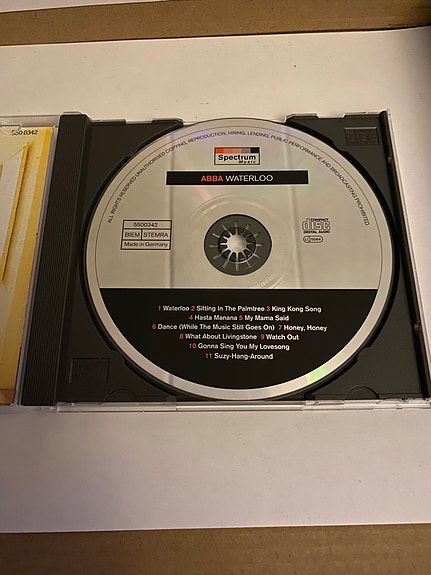 550 0342
ALL RIGHTS RESERVED UNAUTHORISED COPYING, REPRODUCTION, HIRING, LENDING, PUBLIC PERFORMANCE AND BROADCASTING PROHIBITED.
Spectrum
Music
ABBA WATERLOO
5500342
BIEM STEMRA
Made in Germany
COMPACT
disc
DIGITAL AUDIO
1 Waterloo 2 Sitting In The Palmtree 3 King Kong Song
4 Hasta Manana 5 My Mama Said
6 Dance (While The Music Still Goes On) 7 Honey, Honey
8 What About Livingstone 9 Watch Out
10 Gonna Sing You My Lovesong
11 Suzy-Hang-Around